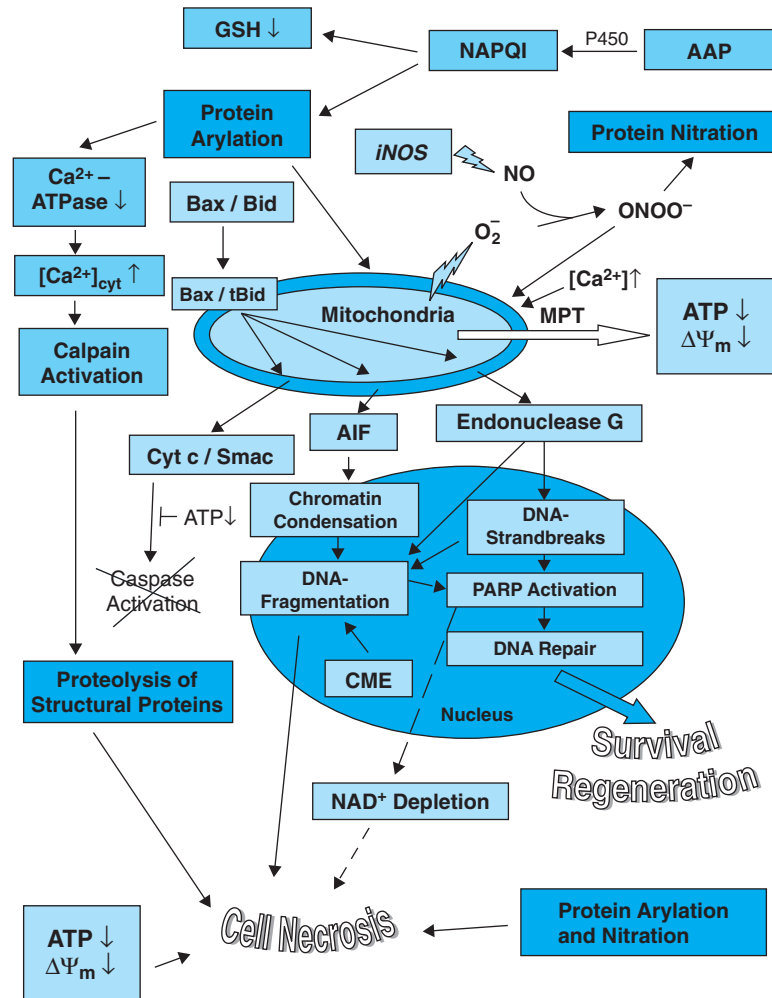 GSH ↓
NAPQI
P450
AAP
Protein
Arylation
Protein Nitration
iNOS
NO
ONOO⁻
Ca²⁺ –
ATPase ↓
Bax / Bid
O₂⁻
[Ca²⁺]cyt ↑
Bax / tBid
Mitochondria
[Ca²⁺]↑
MPT
ATP ↓
ΔΨm ↓
Calpain
Activation
AIF
Endonuclease G
Cyt c / Smac
ATP↓
Chromatin
Condensation
DNA-
Strandbreaks
Caspase
Activation
DNA-
Fragmentation
PARP Activation
DNA Repair
CME
Proteolysis of
Structural Proteins
Nucleus
Survival
Regeneration
NAD⁺ Depletion
Cell Necrosis
ATP ↓
ΔΨm ↓
Protein Arylation
and Nitration